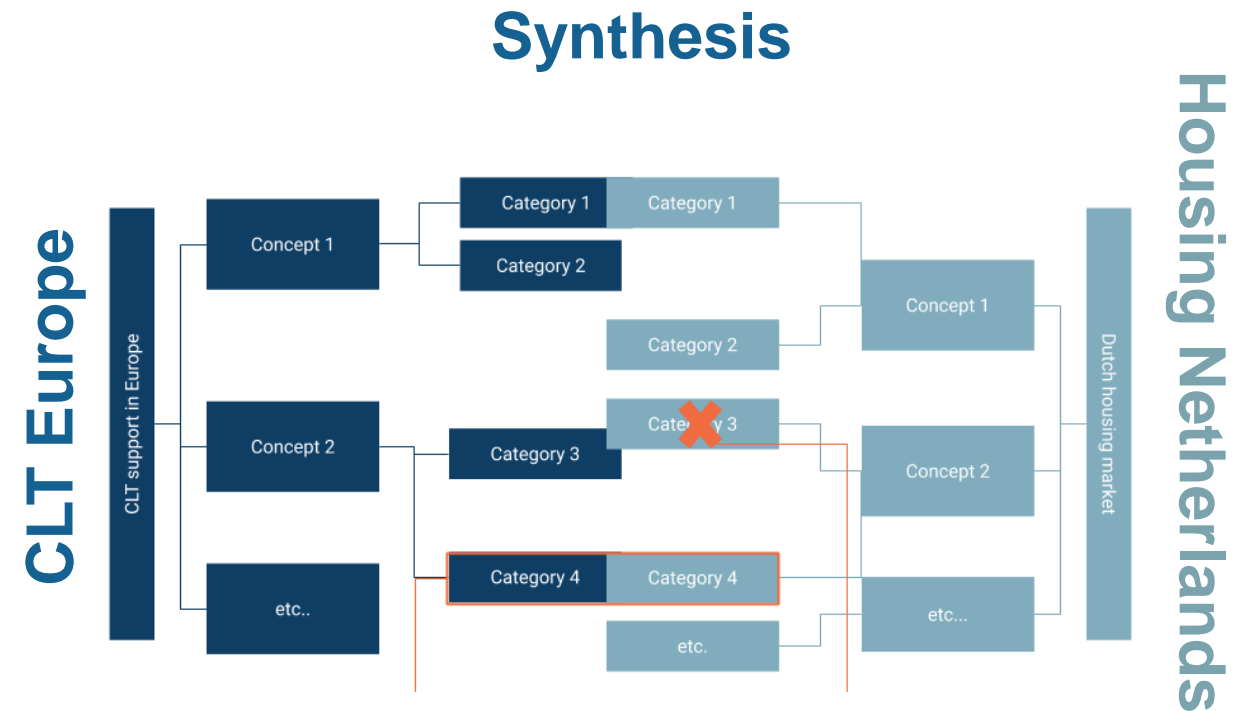 Synthesis
CLT Europe
CLT support in Europe
Concept 1
Concept 2
etc..
Category 1
Category 2
Category 3
Category 4
Category 1
Category 2
Category 3
Category 4
etc.
Concept 1
Concept 2
etc...
Dutch housing market
Housing Netherlands